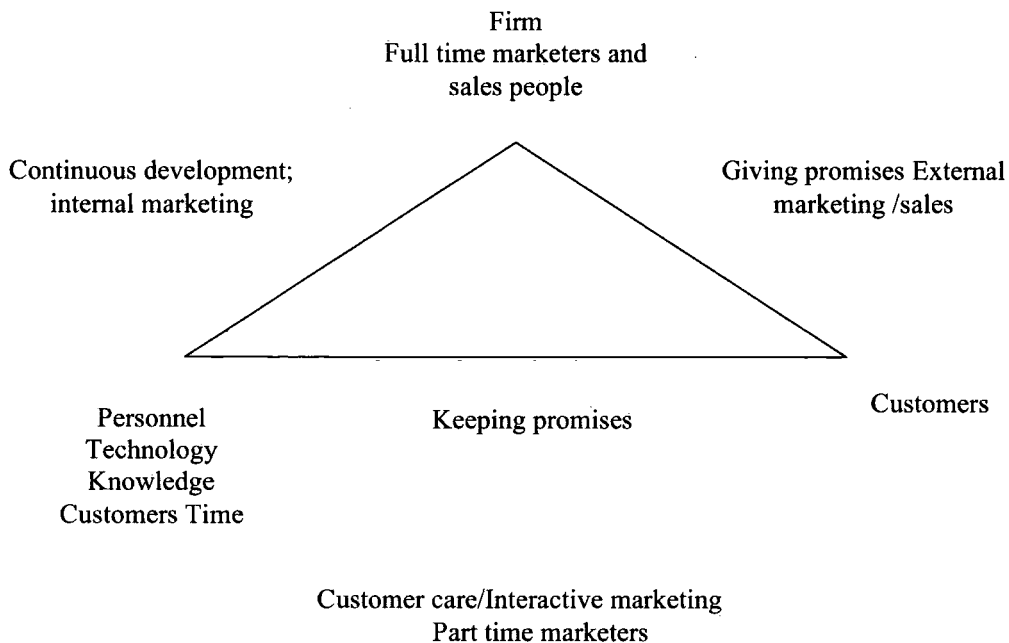 Firm
Full time marketers and
sales people
Continuous development;
internal marketing
Giving promises External
marketing /sales
Personnel
Technology
Knowledge
Customers Time
Keeping promises
Customers
Customer care/Interactive marketing
Part time marketers